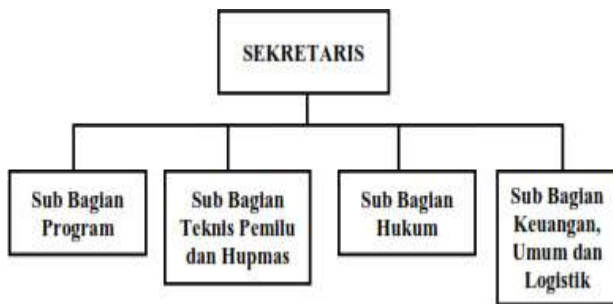 SEKRETARIS
Sub Bagian
Program
Sub Bagian
Teknis Pemilu
dan Hupmas
Sub Bagian
Hukum
Sub Bagian
Keuangan,
Umum dan
Logistik